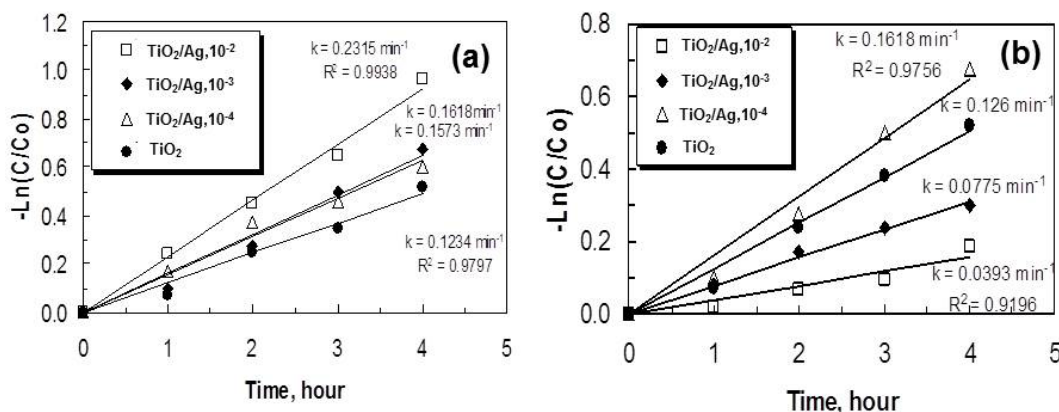 1.2
1.0
0.8
0.6
0.4
0.2
0.0
-Ln(C/Co)
TiO2/Ag,10-2
TiO2/Ag,10-3
TiO2/Ag,10-4
TiO2
k = 0.2315 min-1
R2 = 0.9938
(a)
k = 0.1618min-1
k = 0.1573 min-1
k = 0.1234 min-1
R2 = 0.9797
0 1 2 3 4 5
Time, hour
0.8
0.6
0.4
0.2
0.0
-Ln(C/Co)
TiO2/Ag,10-2
TiO2/Ag,10-3
TiO2/Ag,10-4
TiO2
k = 0.1618 min-1
R2 = 0.9756
(b)
k = 0.126 min-1
k = 0.0775 min-1
k = 0.0393 min-1
R2 = 0.9196
0 1 2 3 4 5
Time, hour